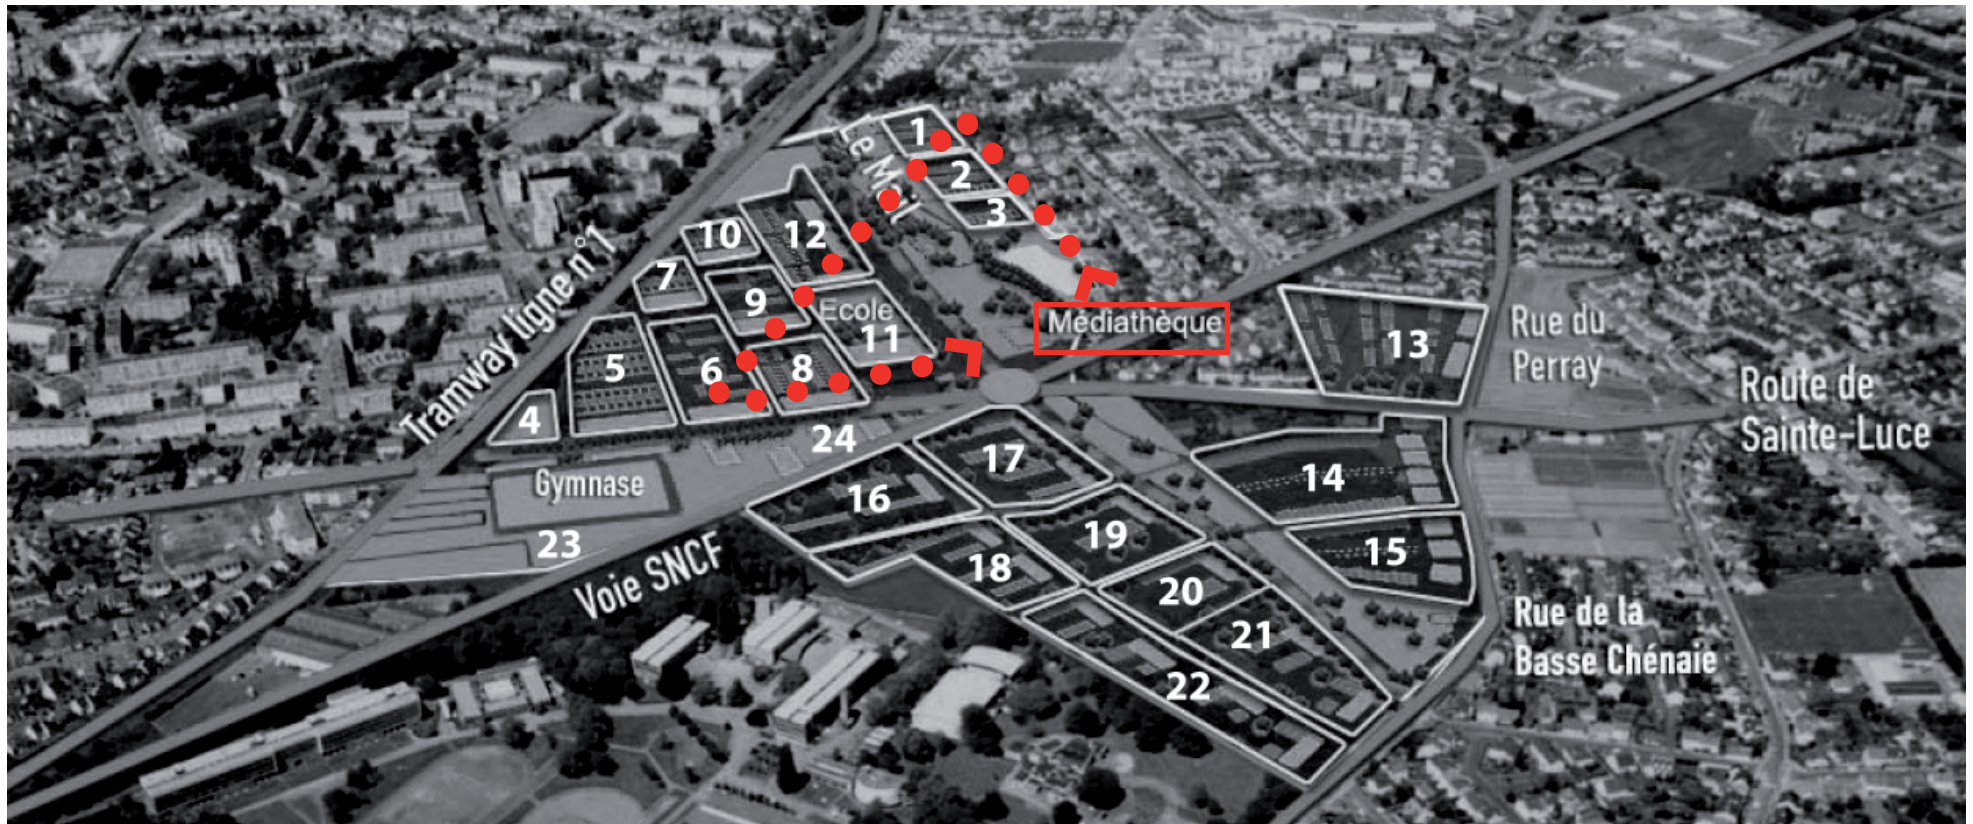 1
Le Mail
2
3
10
12
7
9
Ecole
11
Médiathèque
Tramway ligne n°1
5
6
8
4
13
Rue du
Perray
Route de
Sainte-Luce
24
Gymnase
23
17
16
14
19
15
18
20
Voie SNCF
21
22
Rue de la
Basse Chénaie